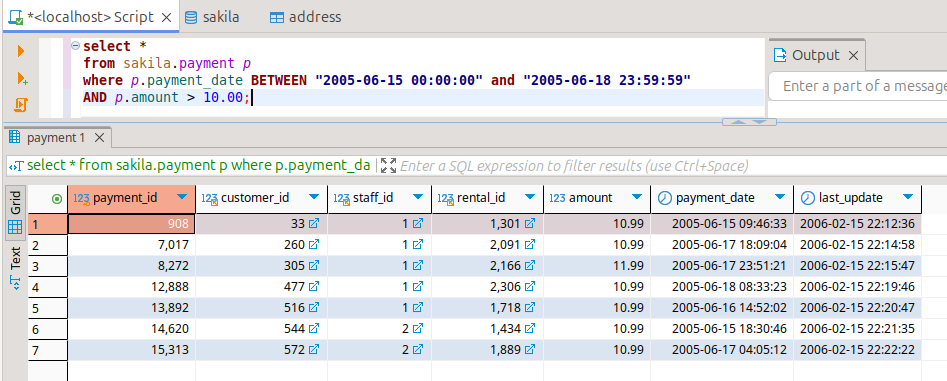 *<localhost> Script
sakila
address
select *
from sakila.payment p
where p.payment_date BETWEEN "2005-06-15 00:00:00" and "2005-06-18 23:59:59"
AND p.amount > 10.00;
Output
Enter a part of a message
payment 1
select * from sakila.payment p where p.payment_da
Enter a SQL expression to filter results (use Ctrl+Space)
Grid
Text
123 payment_id 123 customer_id 123 staff_id 123 rental_id 123 amount payment_date last_update
1 908 33 1 1,301 10.99 2005-06-15 09:46:33 2006-02-15 22:12:36
2 7,017 260 1 2,091 10.99 2005-06-17 18:09:04 2006-02-15 22:14:58
3 8,272 305 1 2,166 11.99 2005-06-17 23:51:21 2006-02-15 22:15:47
4 12,888 477 1 2,306 10.99 2005-06-18 08:33:23 2006-02-15 22:19:46
5 13,892 516 1 1,718 10.99 2005-06-16 14:52:02 2006-02-15 22:20:47
6 14,620 544 2 1,434 10.99 2005-06-15 18:30:46 2006-02-15 22:21:35
7 15,313 572 2 1,889 10.99 2005-06-17 04:05:12 2006-02-15 22:22:22